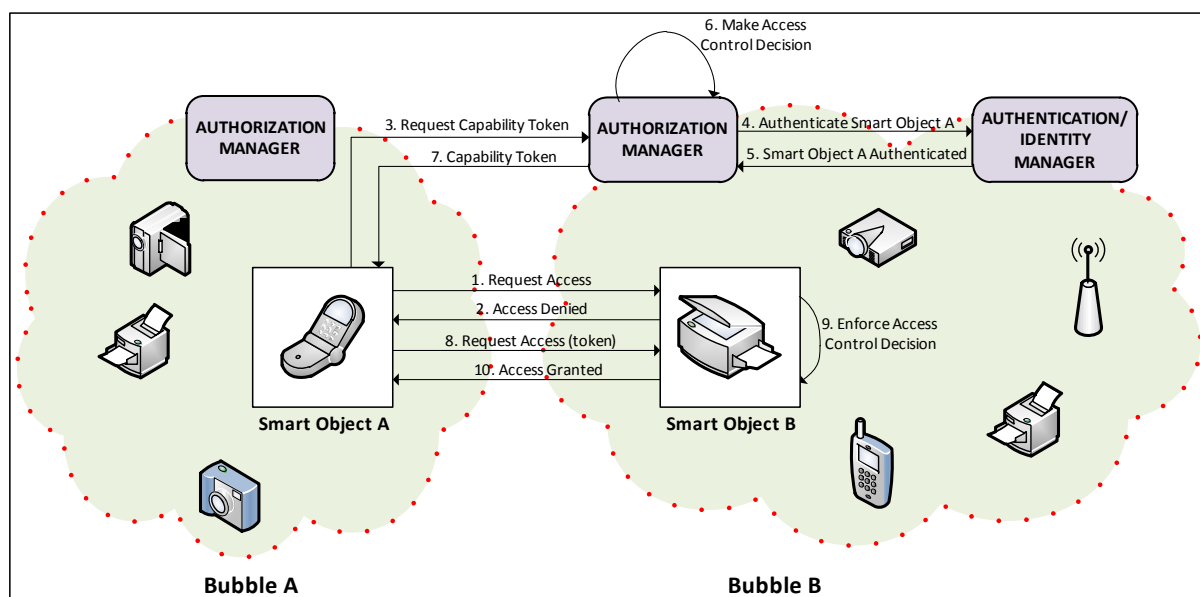 6. Make Access
Control Decision
AUTHORIZATION
MANAGER
3. Request Capability Token
7. Capability Token
AUTHORIZATION
MANAGER
4. Authenticate Smart Object A
5. Smart Object A Authenticated
AUTHENTICATION/
IDENTITY
MANAGER
1. Request Access
2. Access Denied
8. Request Access (token)
10. Access Granted
9. Enforce Access
Control Decision
Smart Object A
Smart Object B
Bubble A
Bubble B